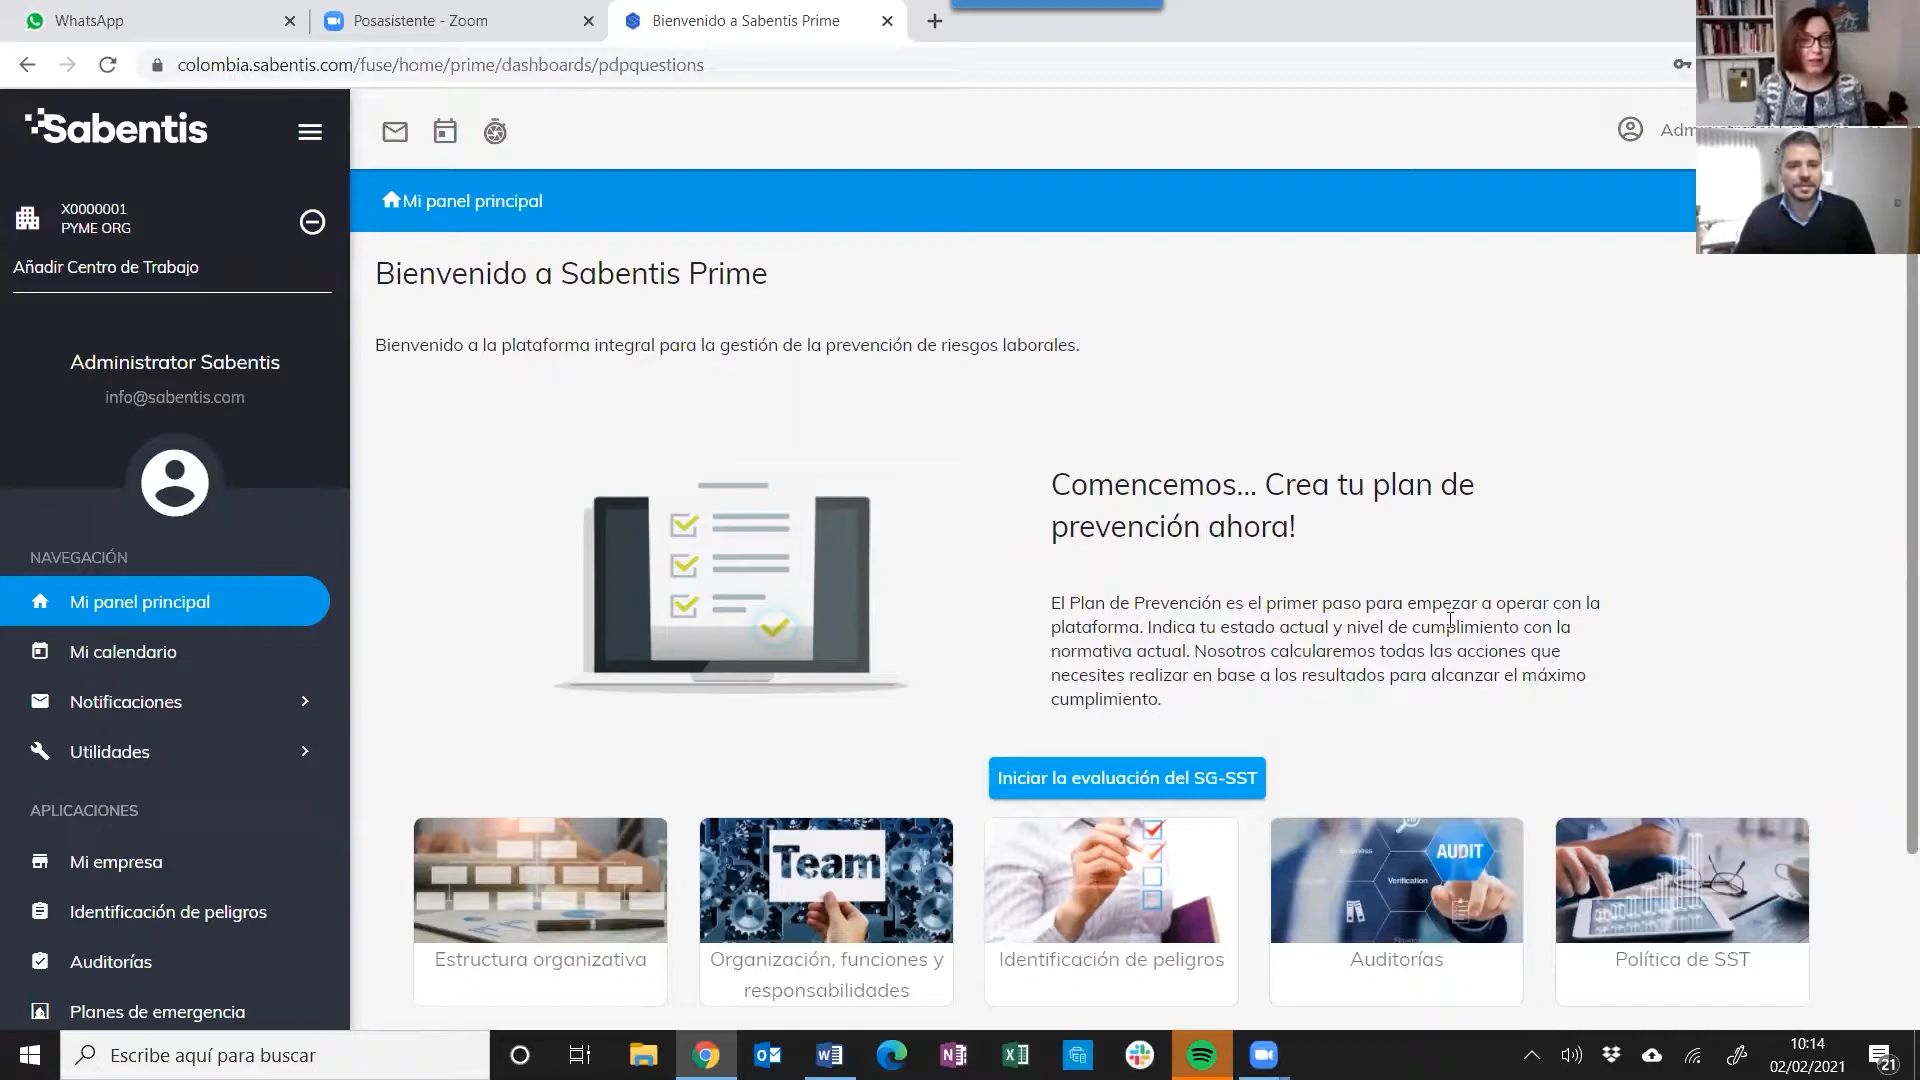 WhatsApp
Posasistente - Zoom
Bienvenido a Sabentis Prime
colombia.sabentis.com/fuse/home/prime/dashboards/pdpquestions
Sabentis
X0000001
PYME ORG
Añadir Centro de Trabajo
Administrator Sabentis
info@sabentis.com
NAVEGACIÓN
Mi panel principal
Mi calendario
Notificaciones
Utilidades
APLICACIONES
Mi empresa
Identificación de peligros
Auditorías
Planes de emergencia
Mi panel principal
Bienvenido a Sabentis Prime
Bienvenido a la plataforma integral para la gestión de la prevención de riesgos laborales.
Comencemos... Crea tu plan de
prevención ahora!
El Plan de Prevención es el primer paso para empezar a operar con la
plataforma. Indica tu estado actual y nivel de cumplimiento con la
normativa actual. Nosotros calcularemos todas las acciones que
necesites realizar en base a los resultados para alcanzar el máximo
cumplimiento.
Iniciar la evaluación del SG-SST
Team
AUDIT
Verification
Estructura organizativa
Organización, funciones y
responsabilidades
Identificación de peligros
Auditorías
Política de SST
Escribe aquí para buscar
10:14
02/02/2021
21